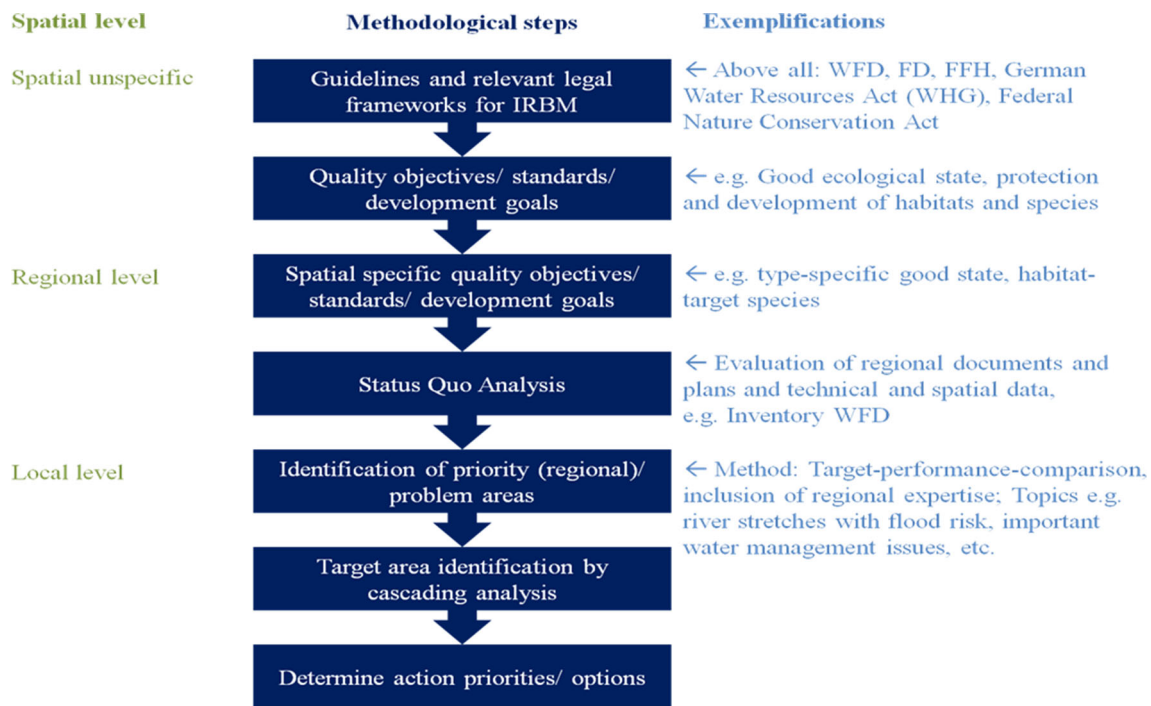 Spatial level
Methodological steps
Exemplifications
Spatial unspecific
Guidelines and relevant legal
frameworks for IRBM
← Above all: WFD, FD, FFH, German
Water Resources Act (WHG), Federal
Nature Conservation Act
Quality objectives/ standards/
development goals
← e.g. Good ecological state, protection
and development of habitats and species
Regional level
Spatial specific quality objectives/
standards/ development goals
← e.g. type-specific good state, habitat-
target species
Status Quo Analysis
← Evaluation of regional documents and
plans and technical and spatial data,
e.g. Inventory WFD
Local level
Identification of priority (regional)/
problem areas
← Method: Target-performance-comparison,
inclusion of regional expertise; Topics e.g.
river stretches with flood risk, important
water management issues, etc.
Target area identification by
cascading analysis
Determine action priorities/ options